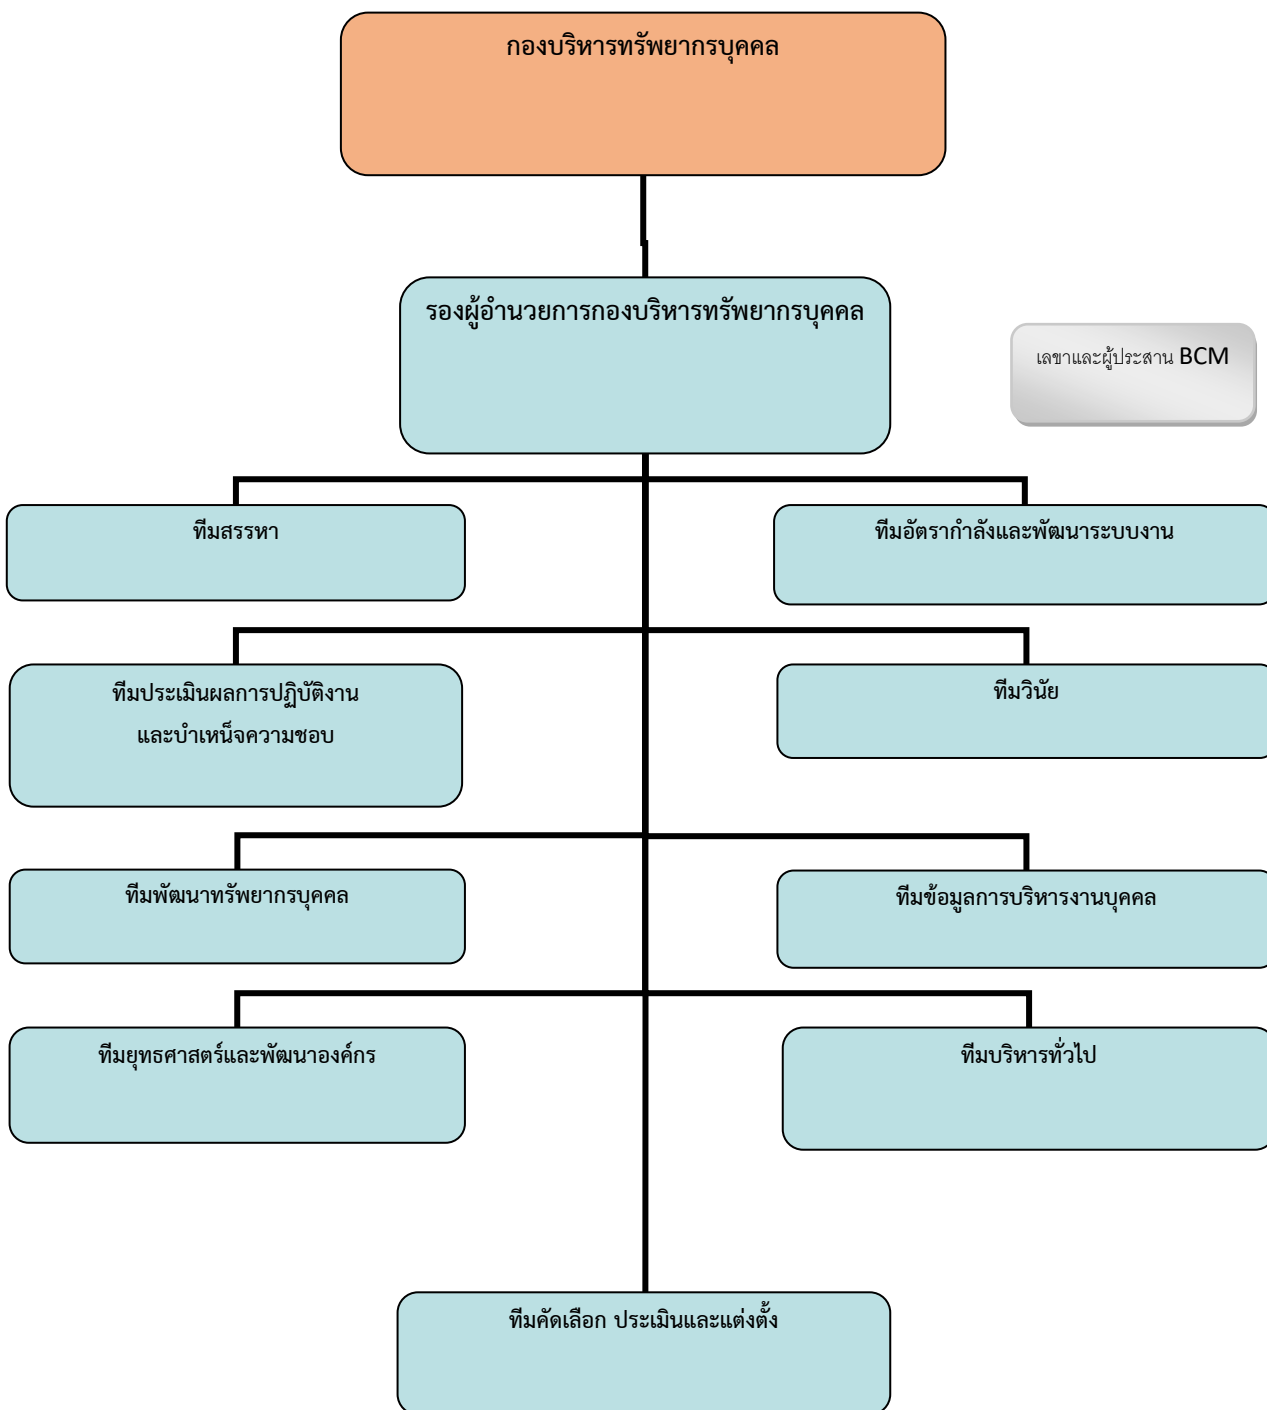 กองบริหารทรัพยากรบุคคล
รองผู้อำนวยการกองบริหารทรัพยากรบุคคล
เลขาและผู้ประสาน BCM
ทีมสรรหา
ทีมอัตรากำลังและพัฒนาระบบงาน
ทีมประเมินผลการปฏิบัติงาน
และบำเหน็จความชอบ
ทีมวินัย
ทีมพัฒนาทรัพยากรบุคคล
ทีมข้อมูลการบริหารงานบุคคล
ทีมยุทธศาสตร์และพัฒนาองค์กร
ทีมบริหารทั่วไป
ทีมคัดเลือก ประเมินและแต่งตั้ง